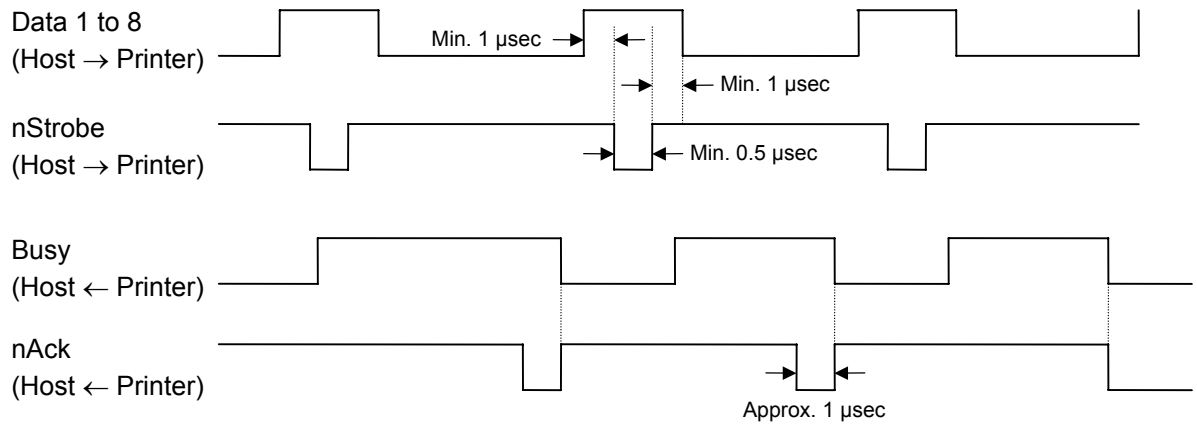 Data 1 to 8
(Host → Printer)
Min. 1 µsec
Min. 1 µsec
nStrobe
(Host → Printer)
Min. 0.5 µsec
Busy
(Host ← Printer)
nAck
(Host ← Printer)
Approx. 1 µsec